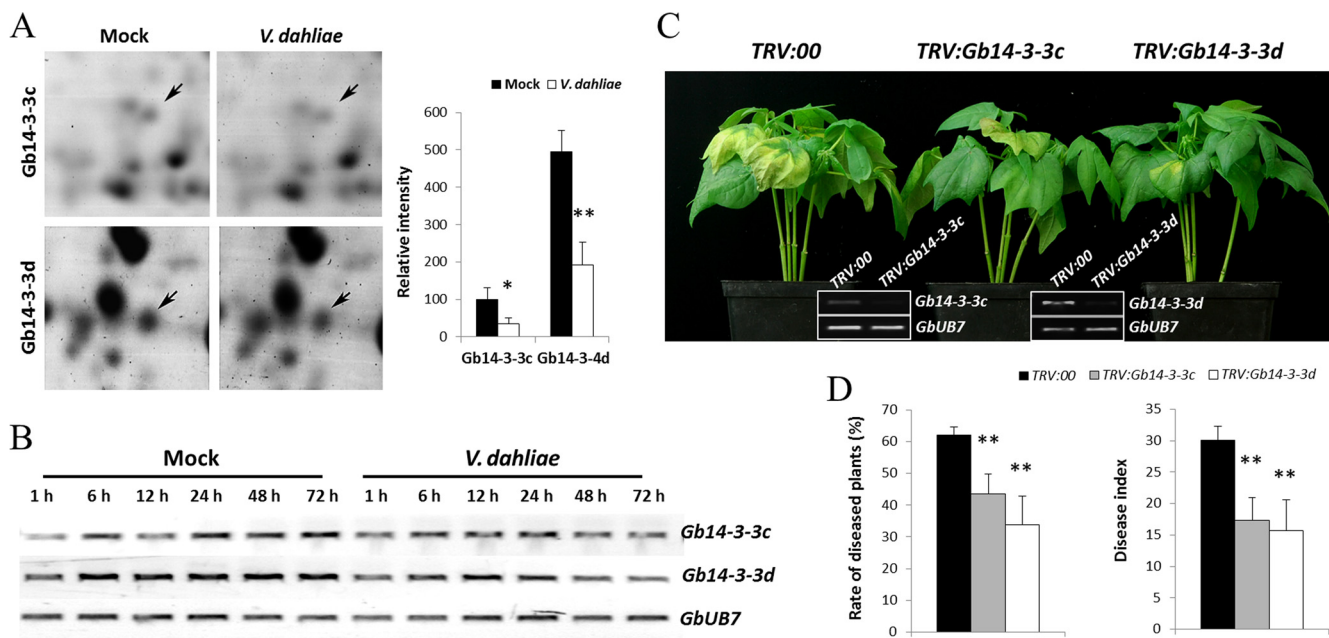 A
Mock
V. dahliae
Gb14-3-3c
Gb14-3-3d
Mock V. dahliae
Relative intensity
600
500
400
300
200
100
0
*
**
Gb14-3-3c Gb14-3-4d
B
Mock
V. dahliae
1 h 6 h 12 h 24 h 48 h 72 h 1 h 6 h 12 h 24 h 48 h 72 h
Gb14-3-3c
Gb14-3-3d
GbUB7
C
TRV:00 TRV:Gb14-3-3c TRV:Gb14-3-3d
TRV:00 TRV:Gb14-3-3c
Gb14-3-3c
GbUB7
TRV:00 TRV:Gb14-3-3d
Gb14-3-3d
GbUB7
D
TRV:00 TRV:Gb14-3-3c TRV:Gb14-3-3d
Rate of diseased plants (%)
70
60
50
40
30
20
10
0
**
**
Disease index
35
30
25
20
15
10
5
0
**
**